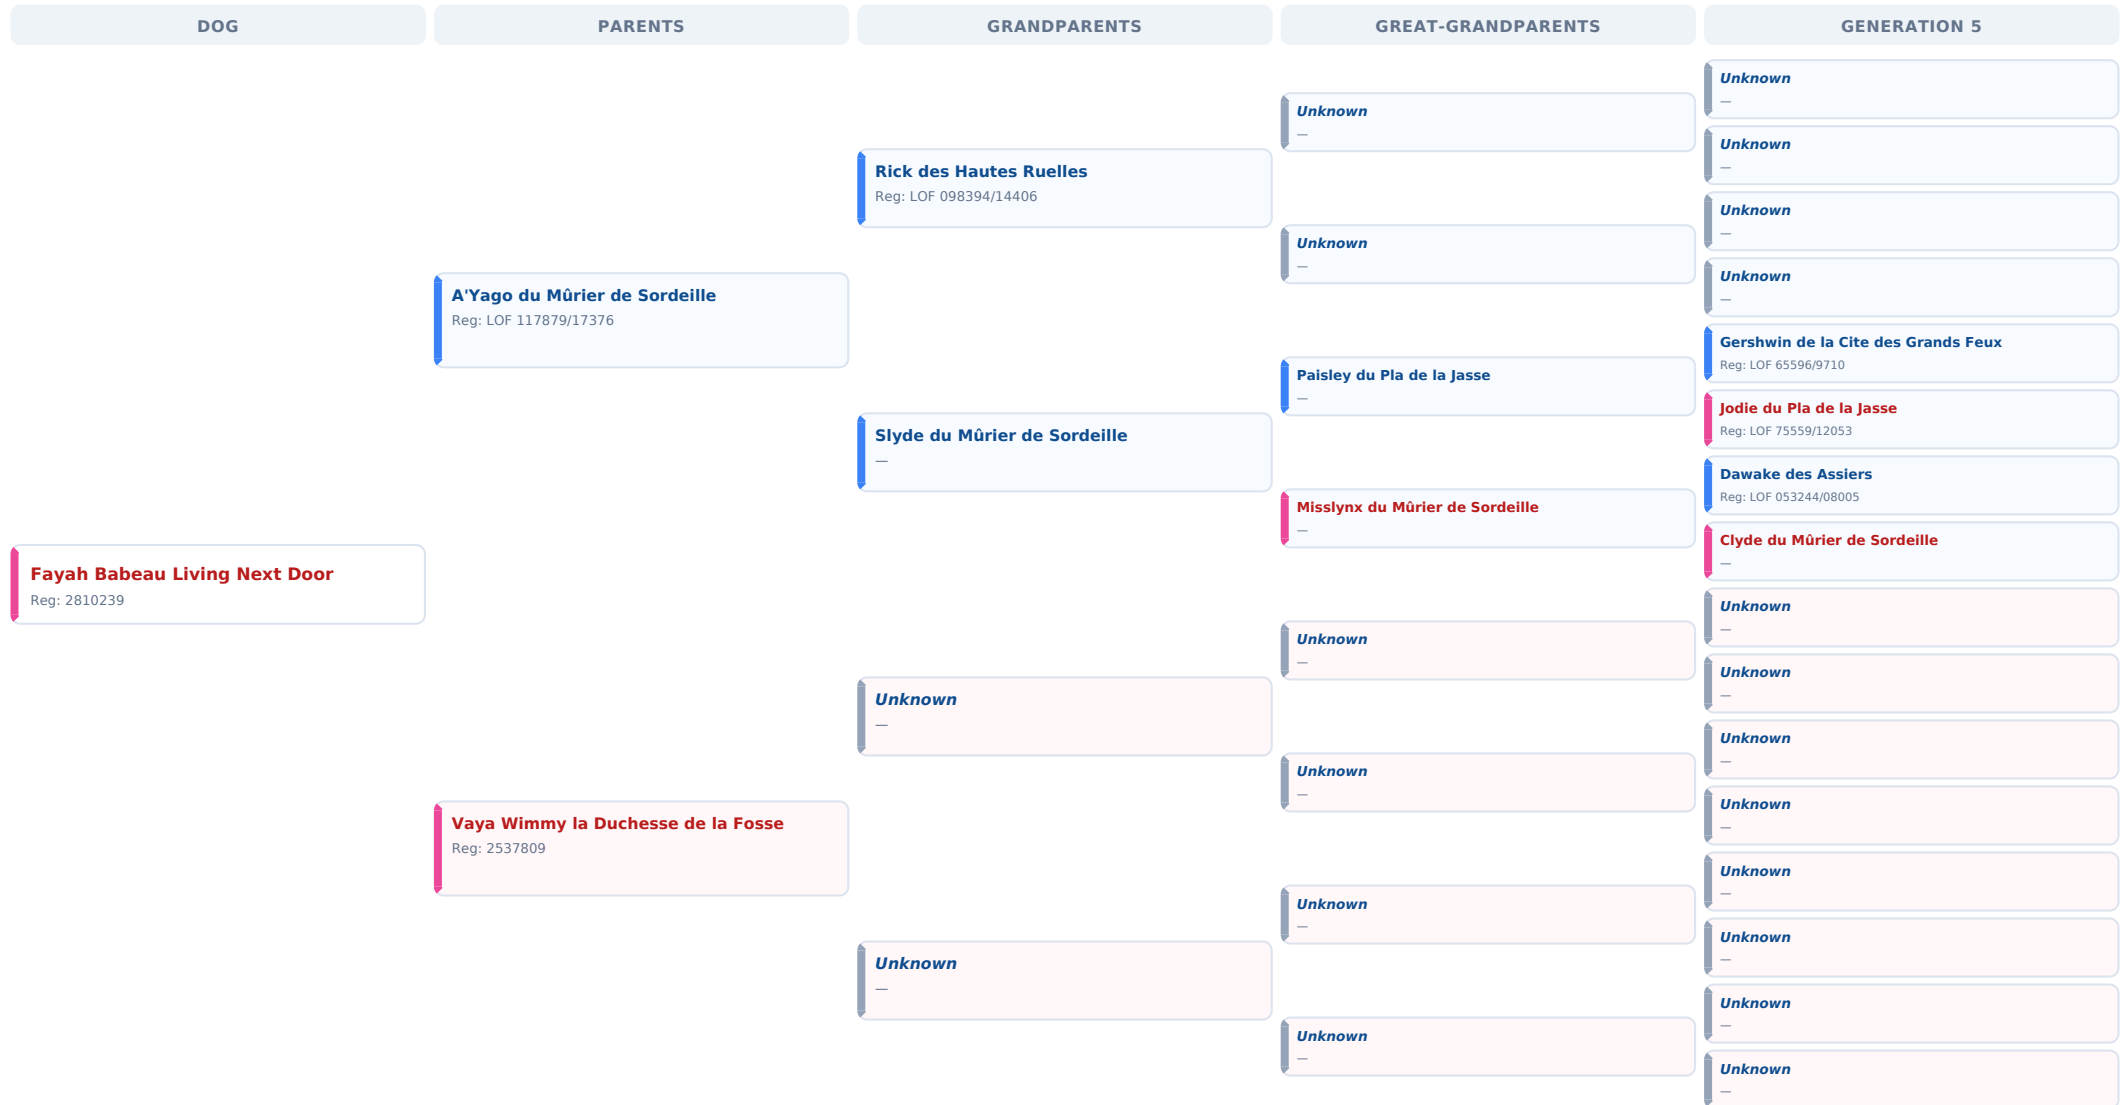 DOG
PARENTS
GRANDPARENTS
GREAT-GRANDPARENTS
GENERATION 5
Fayah Babeau Living Next Door
Reg: 2810239
A'Yago du Mûrier de Sordeille
Reg: LOF 117879/17376
Vaya Wimmy la Duchesse de la Fosse
Reg: 2537809
Rick des Hautes Ruelles
Reg: LOF 098394/14406
Slyde du Mûrier de Sordeille
—
Unknown
—
Unknown
—
Unknown
—
Unknown
—
Paisley du Pla de la Jasse
—
Misslynx du Mûrier de Sordeille
—
Unknown
—
Unknown
—
Unknown
—
Unknown
—
Unknown
—
Unknown
—
Unknown
—
Unknown
—
Gershwin de la Cite des Grands Feux
Reg: LOF 65596/9710
Jodie du Pla de la Jasse
Reg: LOF 75559/12053
Dawake des Assiers
Reg: LOF 053244/08005
Clyde du Mûrier de Sordeille
—
Unknown
—
Unknown
—
Unknown
—
Unknown
—
Unknown
—
Unknown
—
Unknown
—
Unknown
—